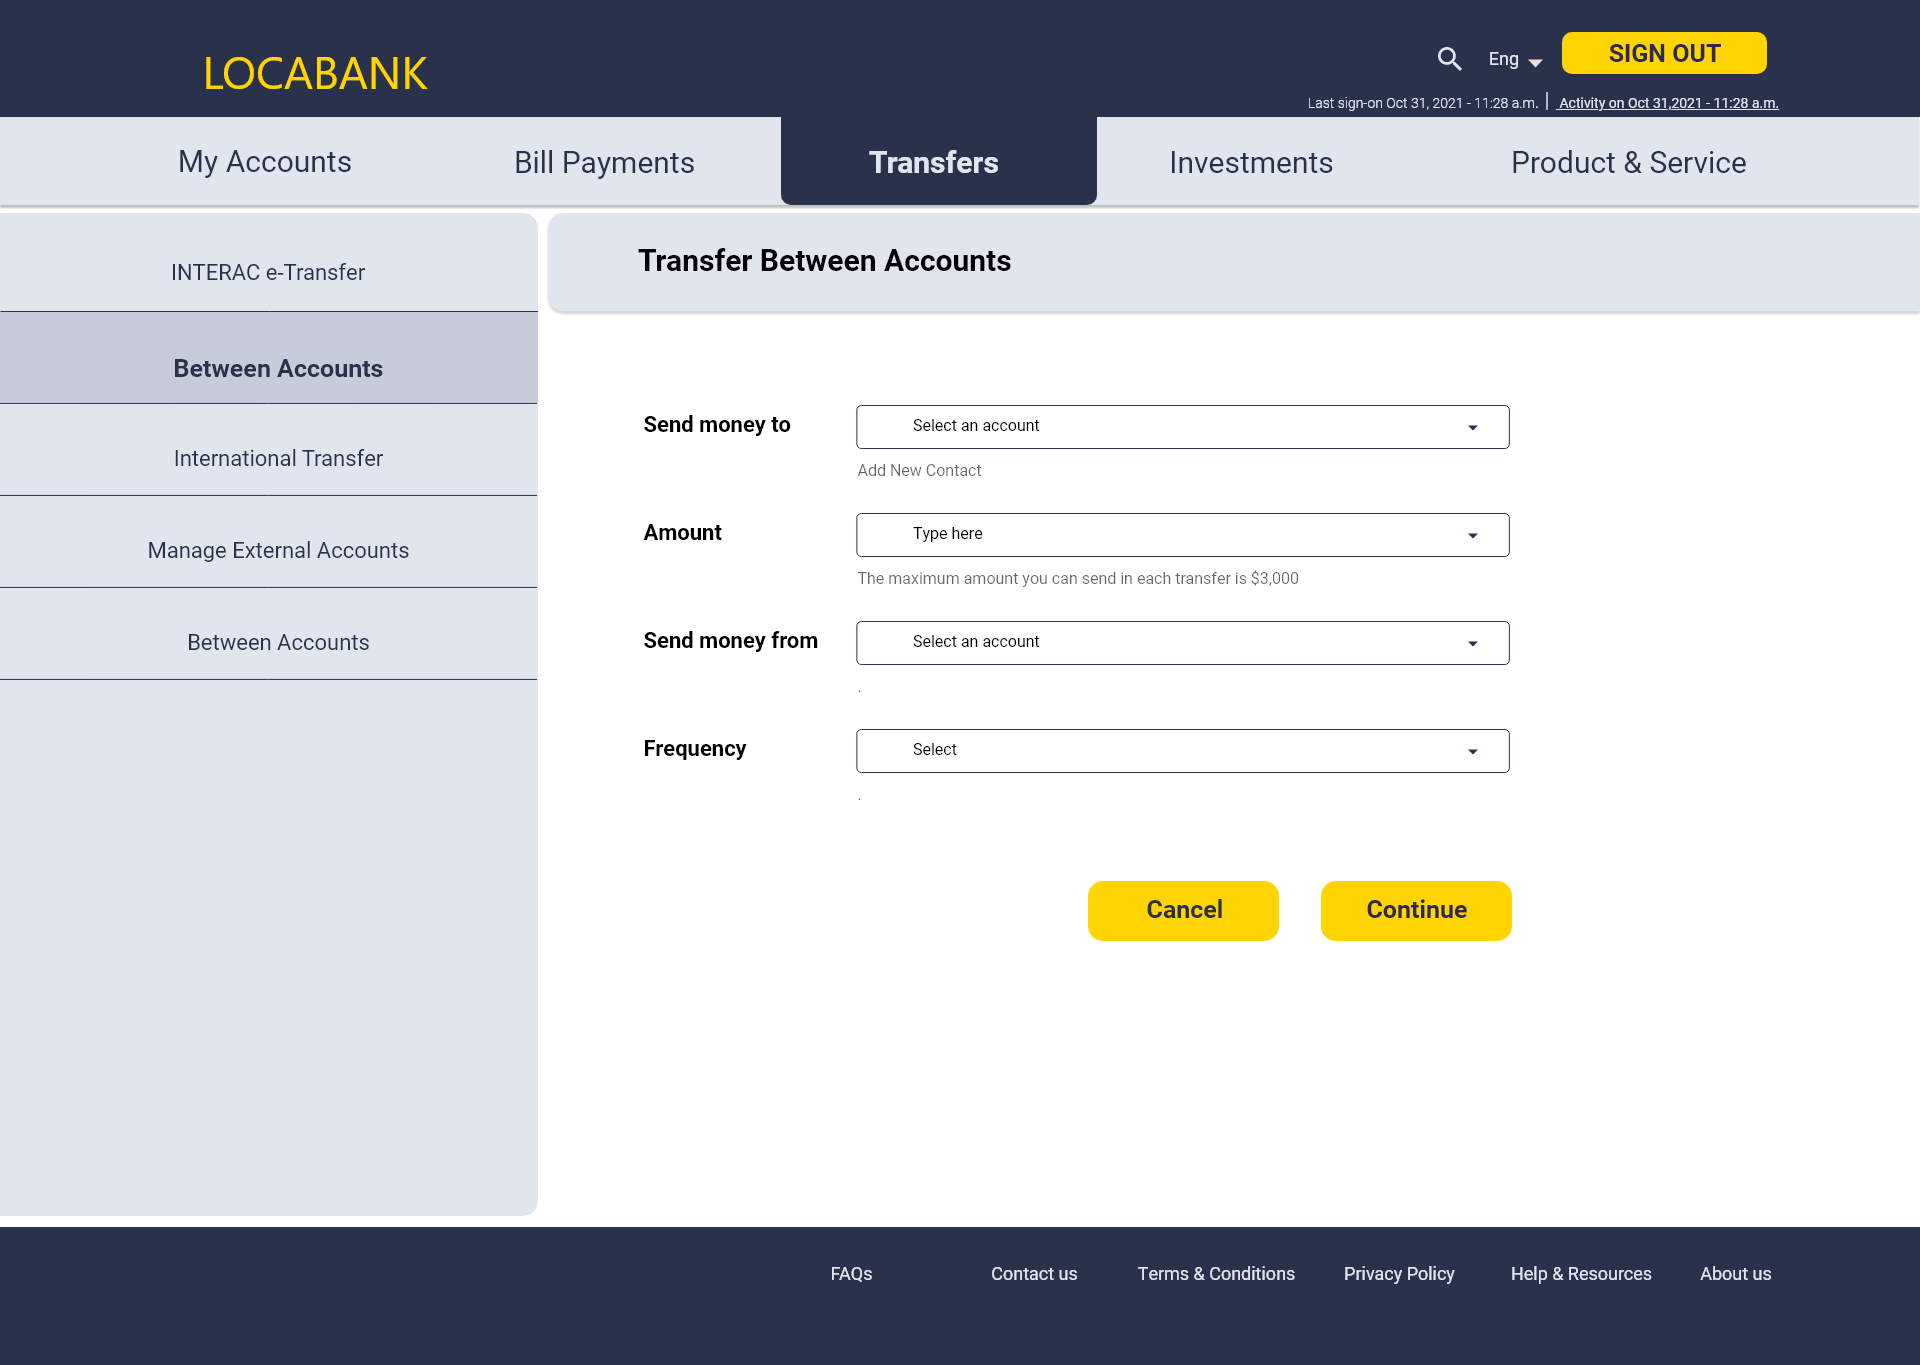 LOCABANK
Eng
SIGN OUT
Last sign-on Oct 31, 2021 - 11:28 a.m. | Activity on Oct 31,2021 - 11:28 a.m.
My Accounts
Bill Payments
Transfers
Investments
Product & Service
INTERAC e-Transfer
Between Accounts
International Transfer
Manage External Accounts
Between Accounts
Transfer Between Accounts
Send money to
Select an account
Add New Contact
Amount
Type here
The maximum amount you can send in each transfer is $3,000
Send money from
Select an account
.
Frequency
Select
.
Cancel
Continue
FAQs
Contact us
Terms & Conditions
Privacy Policy
Help & Resources
About us